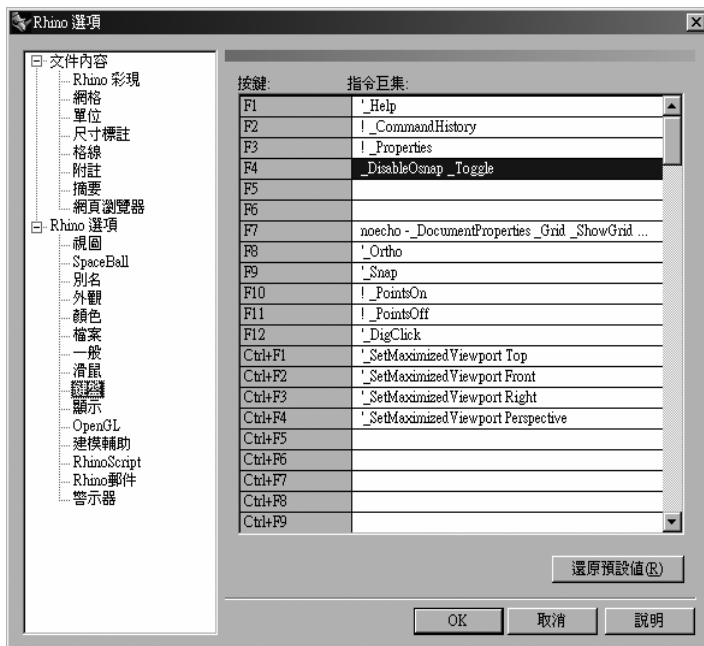 Rhino 選項
文件內容
Rhino 彩現
網格
單位
尺寸標註
格線
附註
摘要
網頁瀏覽器
Rhino 選項
視圖
SpaceBall
別名
外觀
顏色
檔案
一般
滑鼠
鍵盤
顯示
OpenGL
建模輔助
RhinoScript
Rhino郵件
警示器
按鍵: 指令巨集:
F1 '_Help
F2 ! _CommandHistory
F3 ! _Properties
F4 _DisableOsnap _Toggle
F5
F6
F7 noecho -_DocumentProperties _Grid _ShowGrid ...
F8 '_Ortho
F9 '_Snap
F10 ! _PointsOn
F11 ! _PointsOff
F12 '_DigClick
Ctrl+F1 '_SetMaximizedViewport Top
Ctrl+F2 '_SetMaximizedViewport Front
Ctrl+F3 '_SetMaximizedViewport Right
Ctrl+F4 '_SetMaximizedViewport Perspective
Ctrl+F5
Ctrl+F6
Ctrl+F7
Ctrl+F8
Ctrl+F9
還原預設值(R)
OK 取消 說明